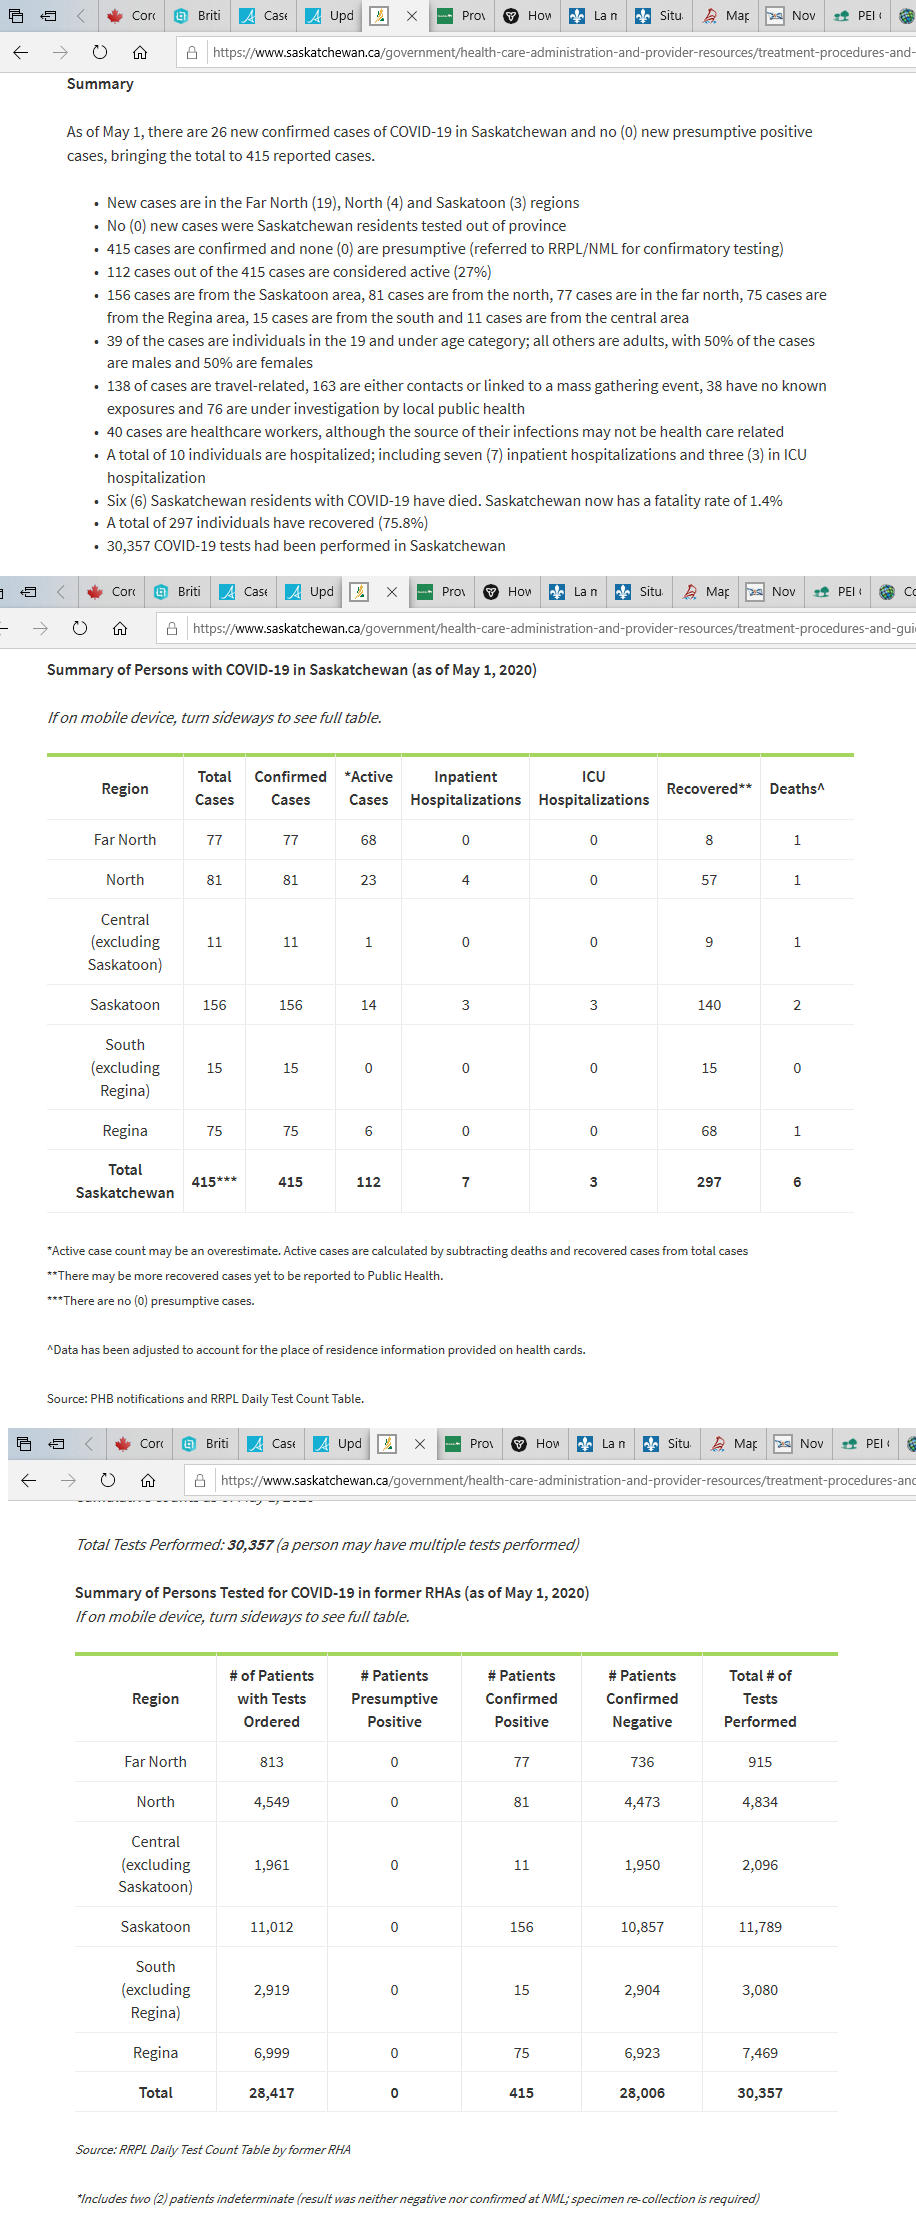 Coro
Briti
Case
Upd
Prov
How
La n
Situ
Map
Nov
PEI
https://www.saskatchewan.ca/government/health-care-administration-and-provider-resources/treatment-procedures-and-
Summary
As of May 1, there are 26 new confirmed cases of COVID-19 in Saskatchewan and no (0) new presumptive positive
cases, bringing the total to 415 reported cases.
• New cases are in the Far North (19), North (4) and Saskatoon (3) regions
• No (0) new cases were Saskatchewan residents tested out of province
• 415 cases are confirmed and none (0) are presumptive (referred to RRPL/NML for confirmatory testing)
• 112 cases out of the 415 cases are considered active (27%)
• 156 cases are from the Saskatoon area, 81 cases are from the north, 77 cases are in the far north, 75 cases are
from the Regina area, 15 cases are from the south and 11 cases are from the central area
• 39 of the cases are individuals in the 19 and under age category; all others are adults, with 50% of the cases
are males and 50% are females
• 138 of cases are travel-related, 163 are either contacts or linked to a mass gathering event, 38 have no known
exposures and 76 are under investigation by local public health
• 40 cases are healthcare workers, although the source of their infections may not be health care related
• A total of 10 individuals are hospitalized; including seven (7) inpatient hospitalizations and three (3) in ICU
hospitalization
• Six (6) Saskatchewan residents with COVID-19 have died. Saskatchewan now has a fatality rate of 1.4%
• A total of 297 individuals have recovered (75.8%)
• 30,357 COVID-19 tests had been performed in Saskatchewan
Coro
Briti
Case
Upd
Prov
How
La n
Situ
Map
Nov
PEI
Co
https://www.saskatchewan.ca/government/health-care-administration-and-provider-resources/treatment-procedures-and-gui
Summary of Persons with COVID-19 in Saskatchewan (as of May 1, 2020)
If on mobile device, turn sideways to see full table.
Region Total Cases Confirmed Cases *Active Cases Inpatient Hospitalizations ICU Hospitalizations Recovered** Deaths^
Far North 77 77 68 0 0 8 1
North 81 81 23 4 0 57 1
Central (excluding Saskatoon) 11 11 1 0 0 9 1
Saskatoon 156 156 14 3 3 140 2
South (excluding Regina) 15 15 0 0 0 15 0
Regina 75 75 6 0 0 68 1
Total Saskatchewan 415*** 415 112 7 3 297 6
*Active case count may be an overestimate. Active cases are calculated by subtracting deaths and recovered cases from total cases
**There may be more recovered cases yet to be reported to Public Health.
***There are no (0) presumptive cases.
^Data has been adjusted to account for the place of residence information provided on health cards.
Source: PHB notifications and RRPL Daily Test Count Table.
Coro
Briti
Case
Upd
Prov
How
La n
Situ
Map
Nov
PEI
https://www.saskatchewan.ca/government/health-care-administration-and-provider-resources/treatment-procedures-and
Total Tests Performed: 30,357 (a person may have multiple tests performed)
Summary of Persons Tested for COVID-19 in former RHAs (as of May 1, 2020)
If on mobile device, turn sideways to see full table.
Region # of Patients with Tests Ordered # Patients Presumptive Positive # Patients Confirmed Positive # Patients Confirmed Negative Total # of Tests Performed
Far North 813 0 77 736 915
North 4,549 0 81 4,473 4,834
Central (excluding Saskatoon) 1,961 0 11 1,950 2,096
Saskatoon 11,012 0 156 10,857 11,789
South (excluding Regina) 2,919 0 15 2,904 3,080
Regina 6,999 0 75 6,923 7,469
Total 28,417 0 415 28,006 30,357
Source: RRPL Daily Test Count Table by former RHA
*Includes two (2) patients indeterminate (result was neither negative nor confirmed at NML; specimen re-collection is required)